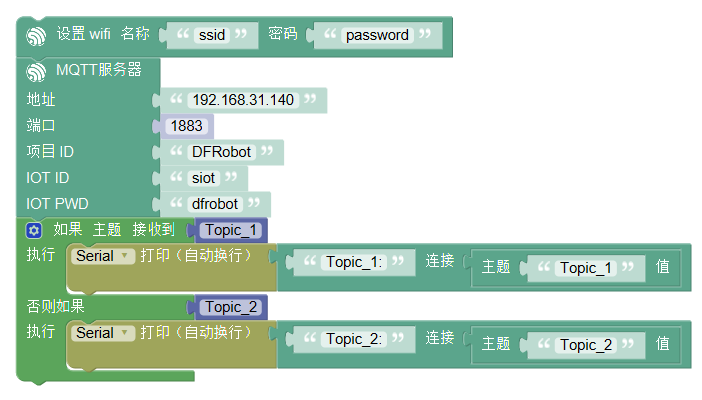 设置 wifi 名称 “ ssid ” 密码 “ password ”
MQTT服务器
地址 “ 192.168.31.140 ”
端口 1883
项目 ID “ DFRobot ”
IOT ID “ siot ”
IOT PWD “ dfrobot ”
如果 主题 接收到 Topic_1
执行 Serial 打印（自动换行） “ Topic_1: ” 连接 主题 “ Topic_1 ” 值
否则如果 Topic_2
执行 Serial 打印（自动换行） “ Topic_2: ” 连接 主题 “ Topic_2 ” 值